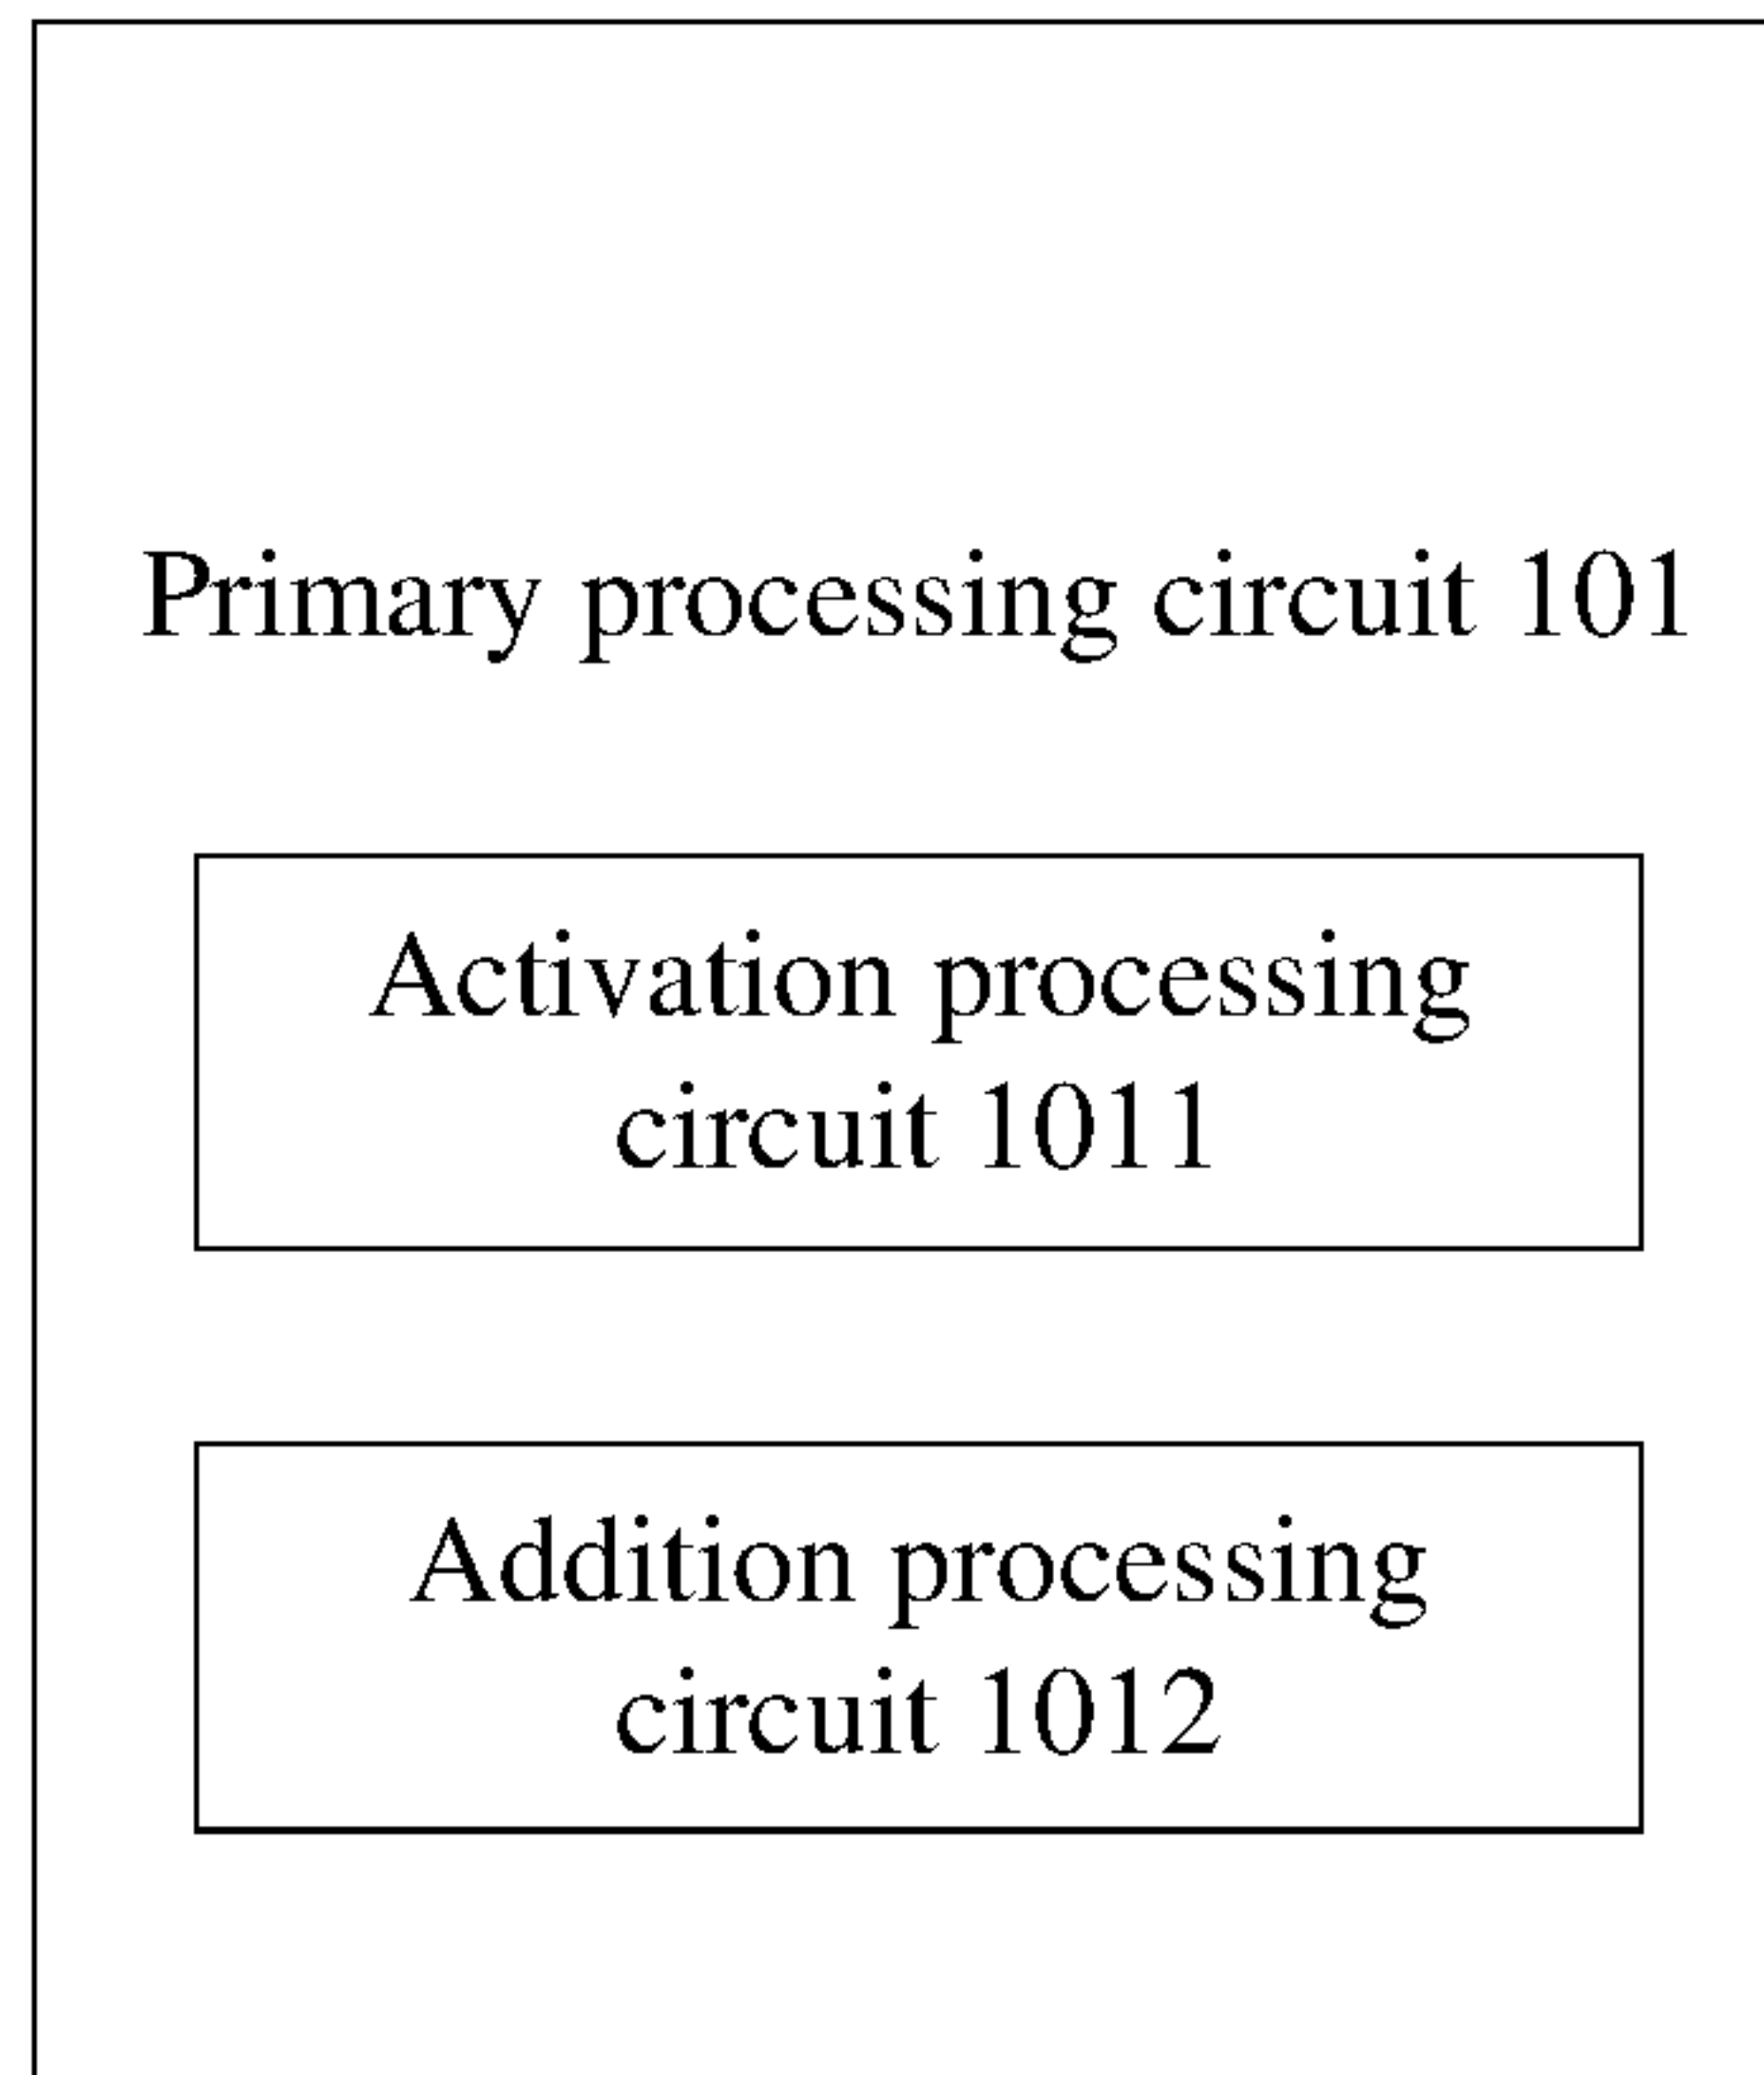 Primary processing circuit 101
Activation processing
circuit 1011
Addition processing
circuit 1012